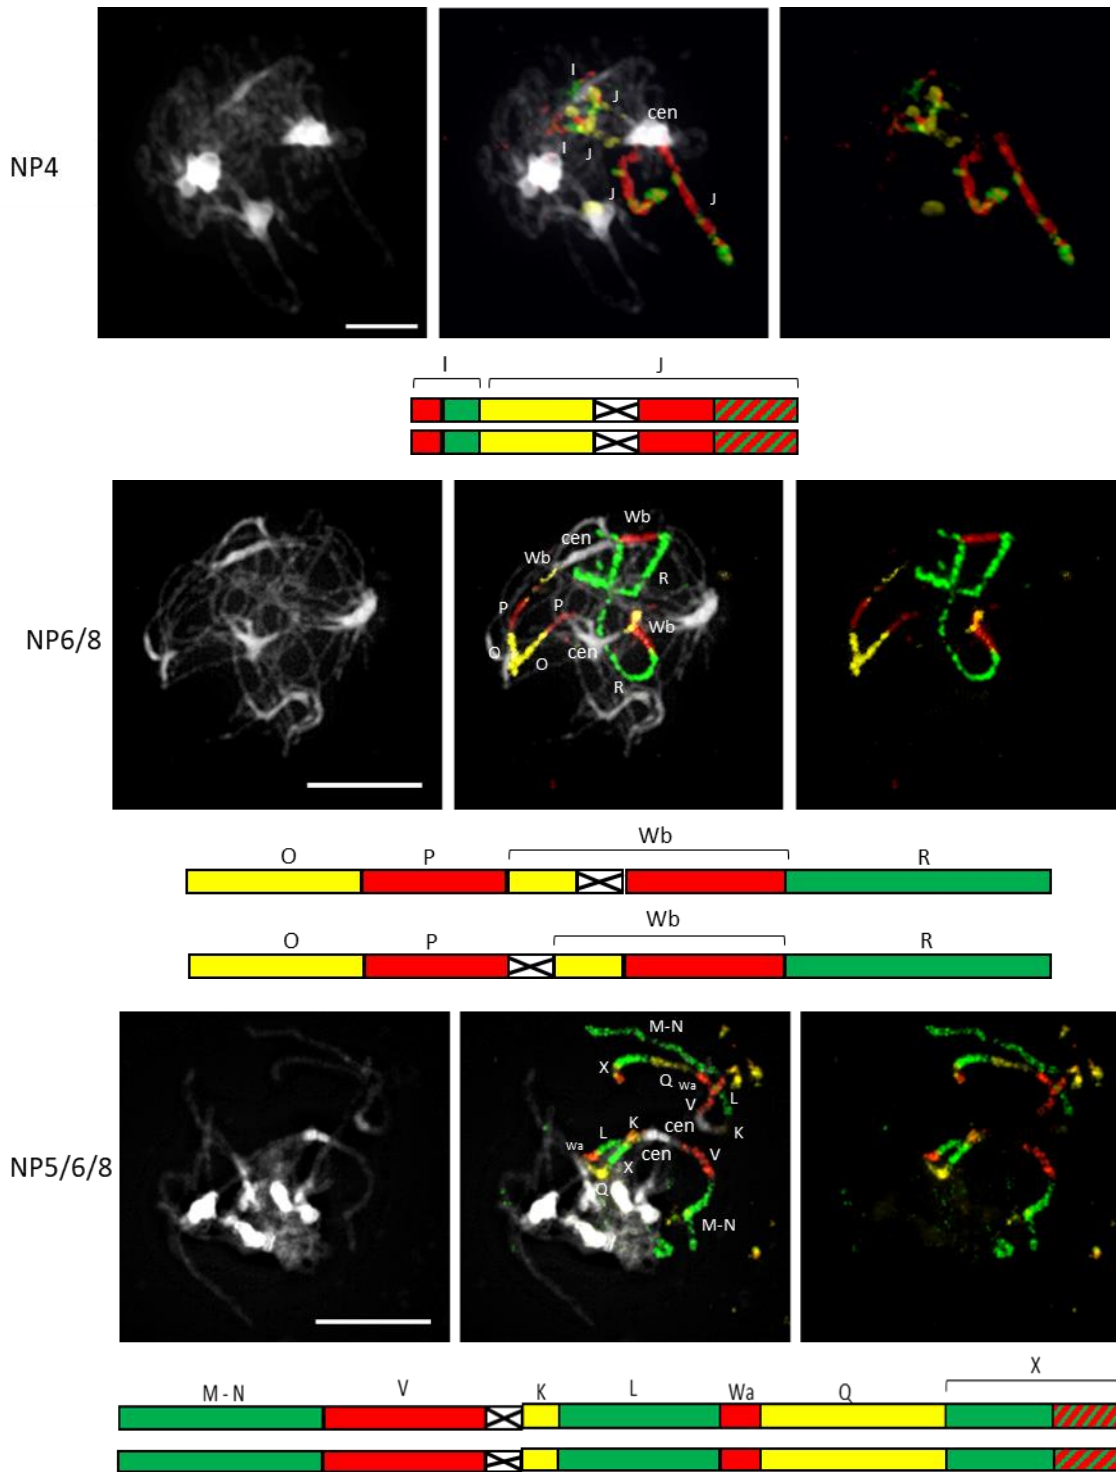 I
J
cen
NP4
I
J
J
J
I J
Wb
cen
Wb
R
P
P
NP6/8
Wb
O
cen
O
R
Wb
O P R
Wb
O P R
M-N
X
Q
Wa
L
V
K
cen
K
L
Wa
cen
V
NP5/6/8
X
Q
M-N
X
M - N V K L Wa Q